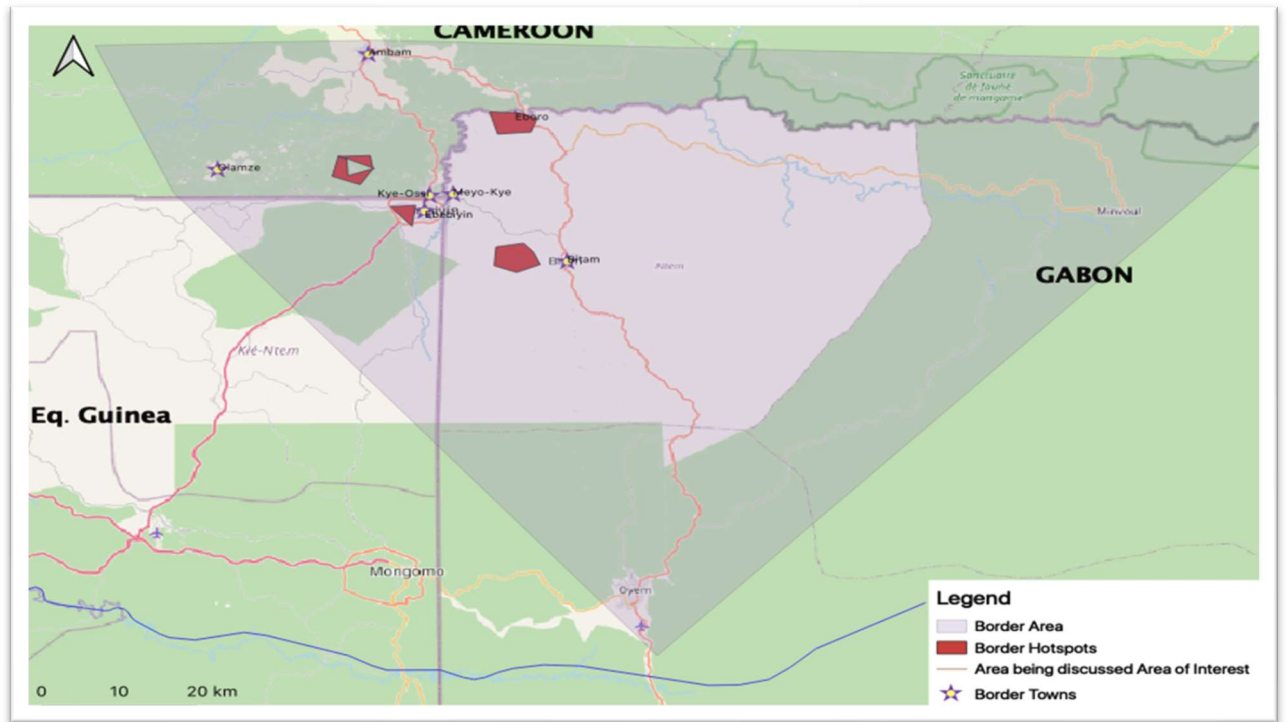 CAMEROON
Ambam
Sanctuaire
de faune
de mangame
Eboro
Olamze
Kye-Ossi
Meyo-Kye
Ebebiyin
Minvoul
Bitam
Ntem
GABON
Kié-Ntem
Eq. Guinea
Mongomo
Oyem
Legend
Border Area
Border Hotspots
Area being discussed Area of Interest
Border Towns
0 10 20 km